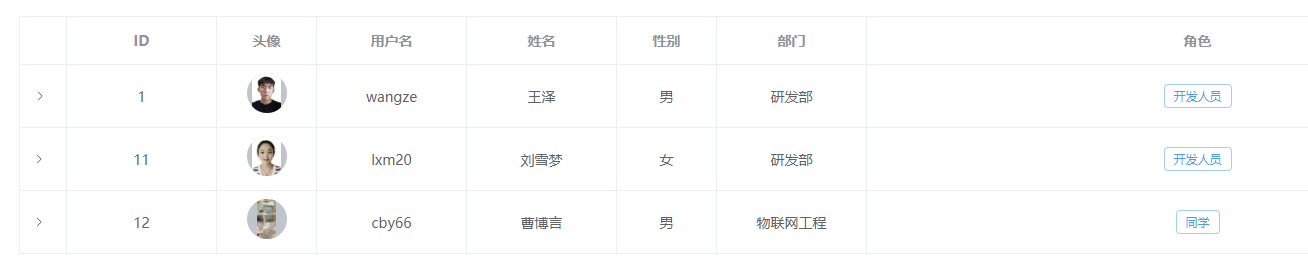 ID 头像 用户名 姓名 性别 部门 角色
1 wangze 王泽 男 研发部 开发人员
11 lxm20 刘雪梦 女 研发部 开发人员
12 cby66 曹博言 男 物联网工程 同学